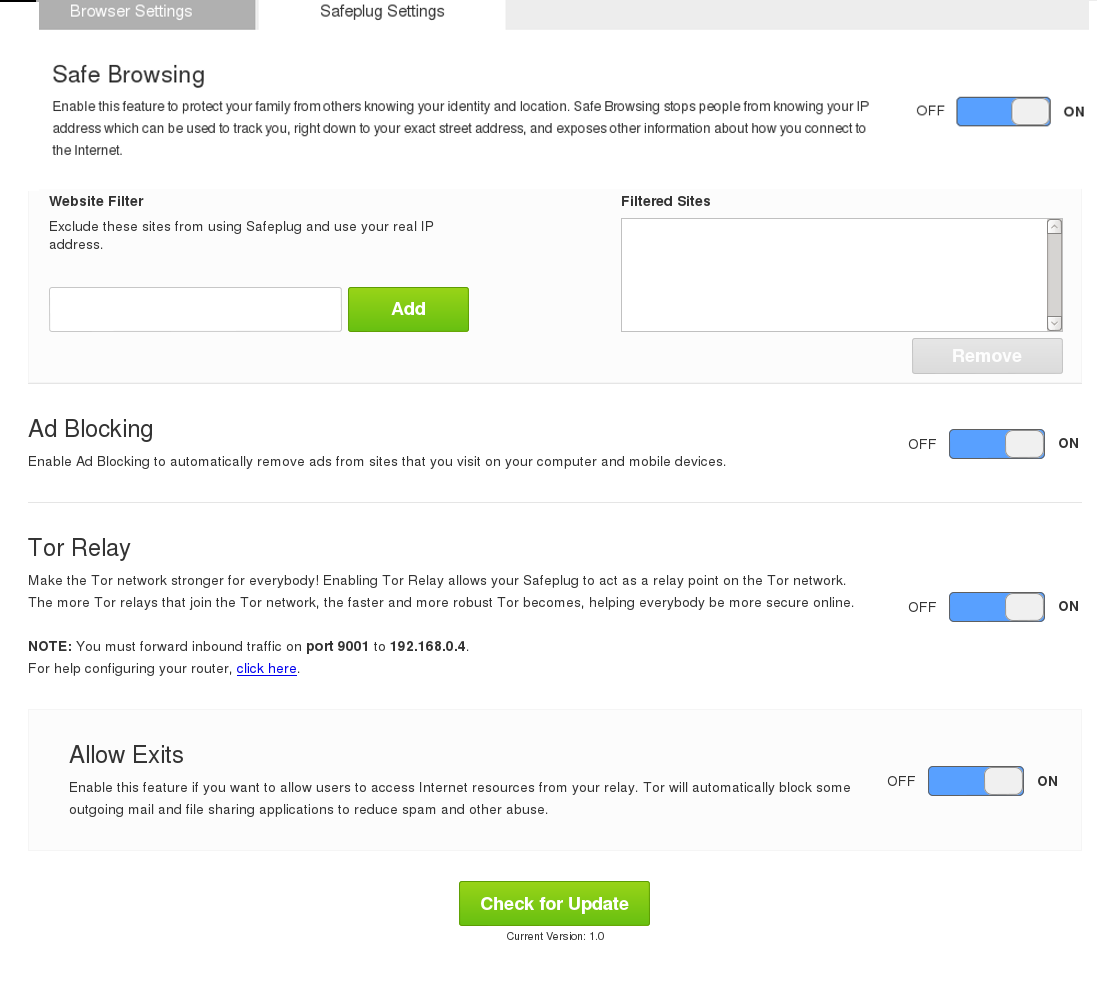 Browser Settings
Safeplug Settings
Safe Browsing
Enable this feature to protect your family from others knowing your identity and location. Safe Browsing stops people from knowing your IP
address which can be used to track you, right down to your exact street address, and exposes other information about how you connect to
the Internet.
OFF
ON
Website Filter
Exclude these sites from using Safeplug and use your real IP
address.
Add
Filtered Sites
Remove
Ad Blocking
Enable Ad Blocking to automatically remove ads from sites that you visit on your computer and mobile devices.
OFF
ON
Tor Relay
Make the Tor network stronger for everybody! Enabling Tor Relay allows your Safeplug to act as a relay point on the Tor network.
The more Tor relays that join the Tor network, the faster and more robust Tor becomes, helping everybody be more secure online.
OFF
ON
NOTE: You must forward inbound traffic on port 9001 to 192.168.0.4.
For help configuring your router, click here.
Allow Exits
Enable this feature if you want to allow users to access Internet resources from your relay. Tor will automatically block some
outgoing mail and file sharing applications to reduce spam and other abuse.
OFF
ON
Check for Update
Current Version: 1.0